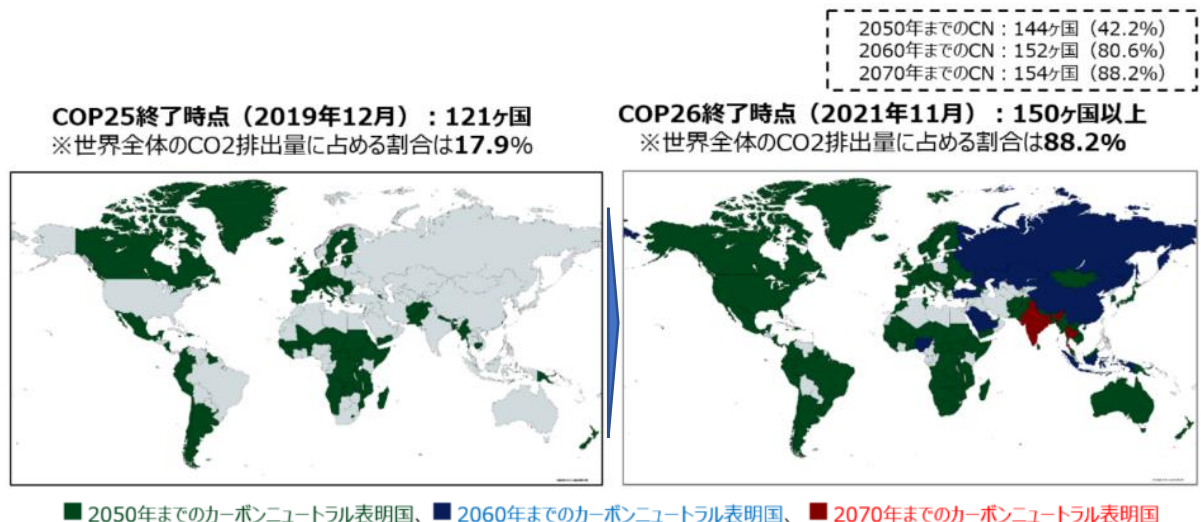 2050年までのCN：144ケ国（42.2%）
2060年までのCN：152ケ国（80.6%）
2070年までのCN：154ケ国（88.2%）
COP25終了時点（2019年12月）：121ケ国
※世界全体のCO2排出量に占める割合は17.9%
COP26終了時点（2021年11月）：150ケ国以上
※世界全体のCO2排出量に占める割合は88.2%
■ 2050年までのカーボンニュートラル表明国、 ■ 2060年までのカーボンニュートラル表明国、 ■ 2070年までのカーボンニュートラル表明国